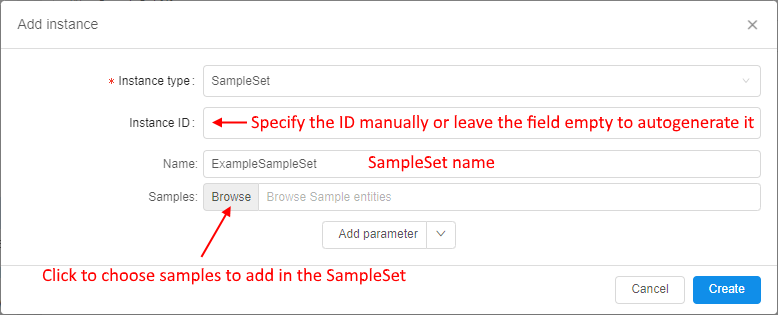 Add instance
* Instance type: SampleSet
Instance ID: Specify the ID manually or leave the field empty to autogenerate it
Name: ExampleSampleSet SampleSet name
Samples: Browse Browse Sample entities
Add parameter
Click to choose samples to add in the SampleSet
Cancel Create